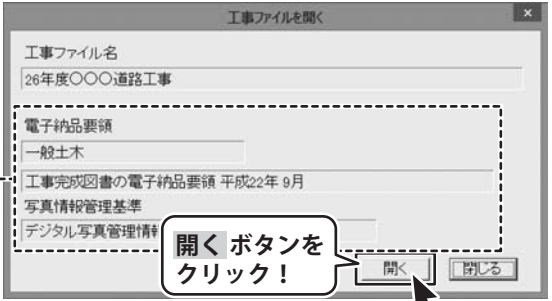 工事ファイルを開く
×
工事ファイル名
26年度〇〇〇道路工事
電子納品要領
一般土木
工事完成図書の電子納品要領 平成22年 9月
写真情報管理基準
デジタル写真管理情
開く ボタンを
クリック！
開く
閉じる